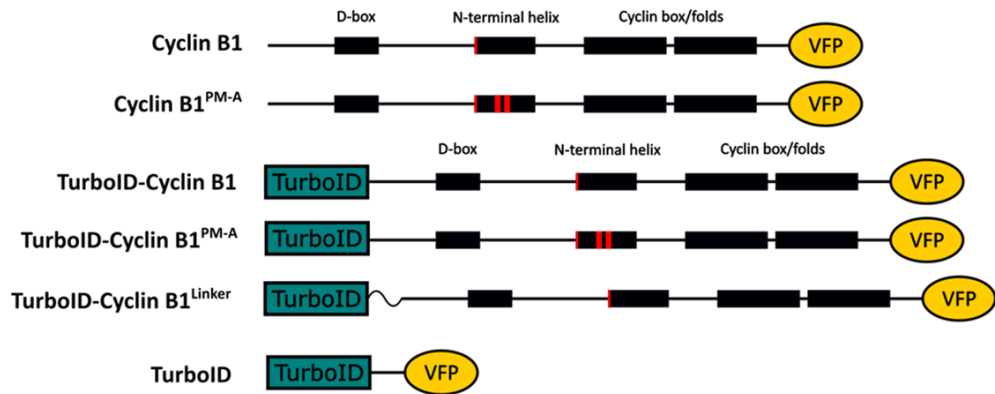 D-box N-terminal helix Cyclin box/folds
Cyclin B1 VFP
Cyclin B1PM-A VFP
D-box N-terminal helix Cyclin box/folds
TurboID-Cyclin B1 TurboID VFP
TurboID-Cyclin B1PM-A TurboID VFP
TurboID-Cyclin B1Linker TurboID VFP
TurboID TurboID VFP